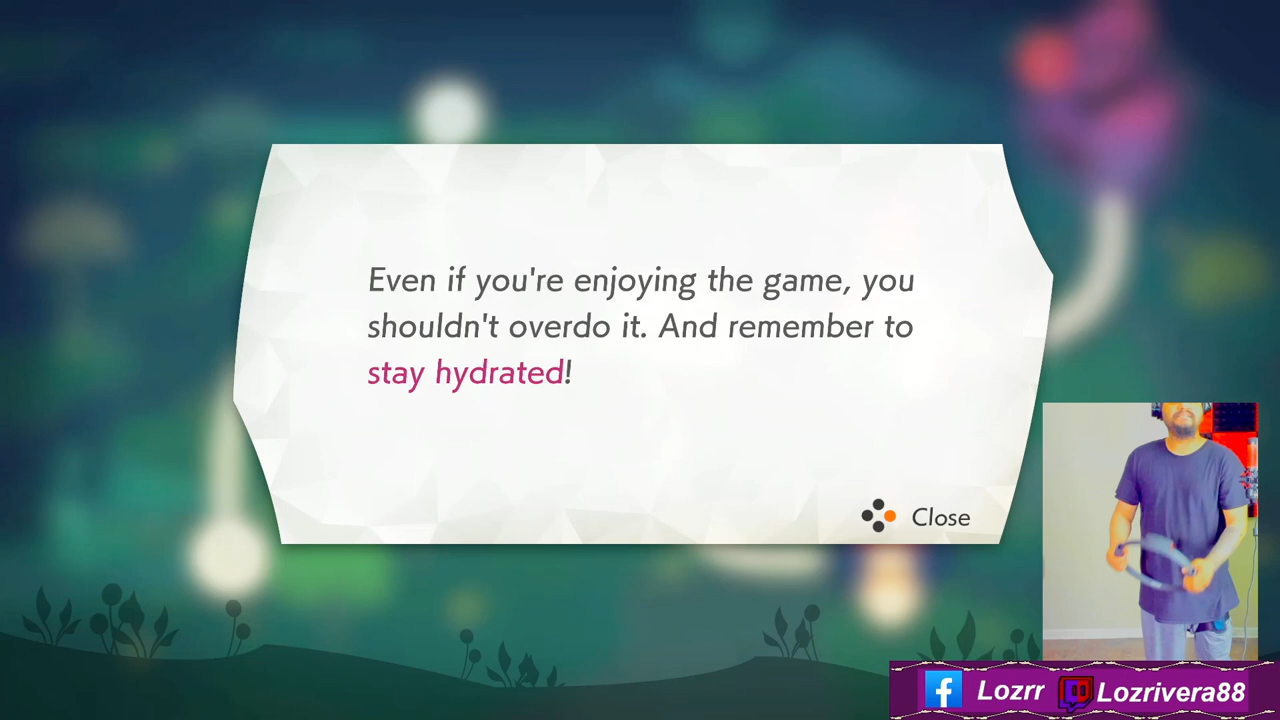 Even if you're enjoying the game, you
shouldn't overdo it. And remember to
stay hydrated!
Close
Lozrr
Lozrivera88